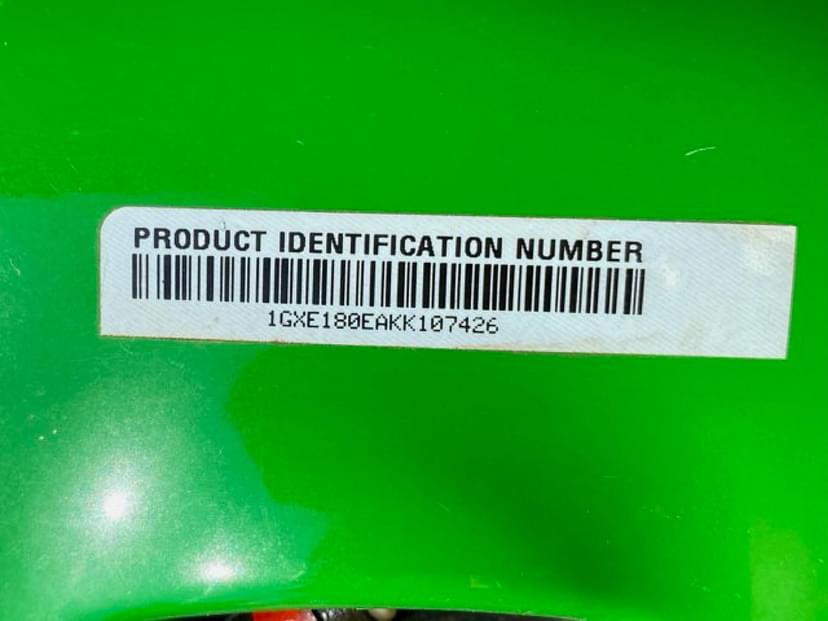 PRODUCT IDENTIFICATION NUMBER
1GXE180EAKK107426